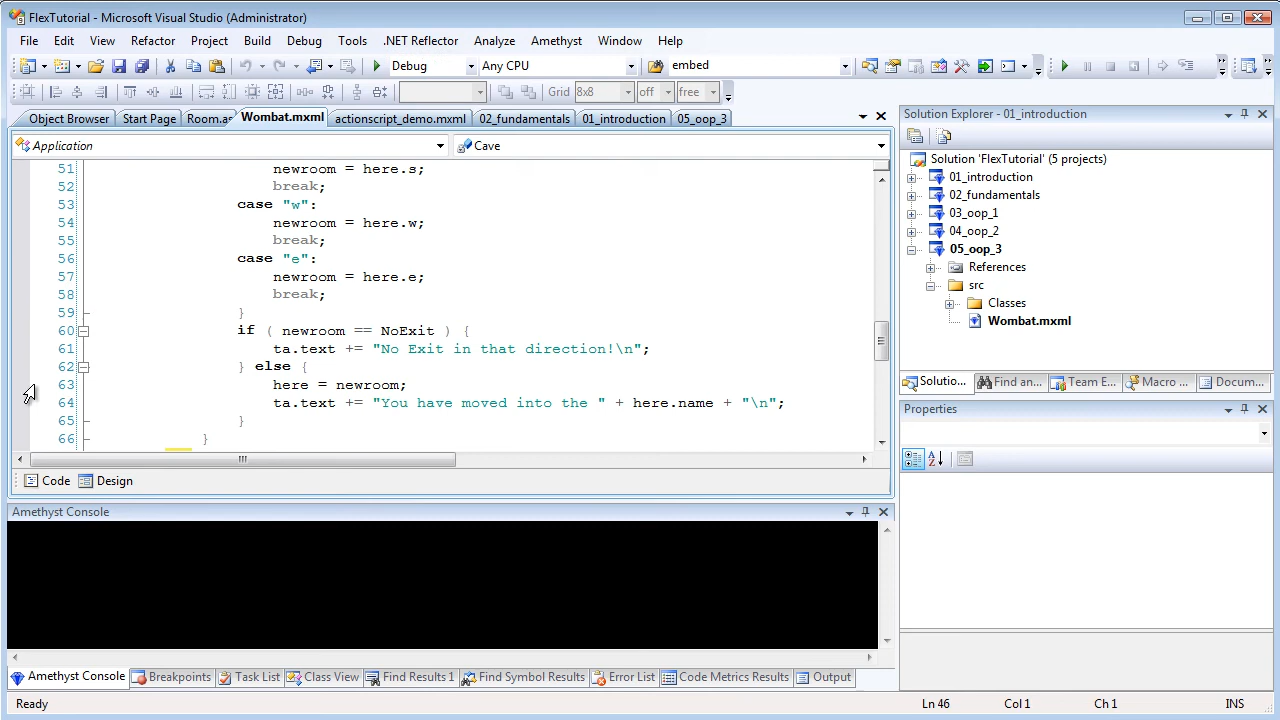 FlexTutorial - Microsoft Visual Studio (Administrator)
File Edit View Refactor Project Build Debug Tools .NET Reflector Analyze Amethyst Window Help
Debug Any CPU embed
Grid 8x8 off free
Object Browser Start Page Room.as Wombat.mxml actionscript_demo.mxml 02_fundamentals 01_introduction 05_oop_3
Application Cave
51 newroom = here.s;
52 break;
53 case "w":
54 newroom = here.w;
55 break;
56 case "e":
57 newroom = here.e;
58 break;
59 }
60 if ( newroom == NoExit ) {
61 ta.text += "No Exit in that direction!\n";
62 } else {
63 here = newroom;
64 ta.text += "You have moved into the " + here.name + "\n";
65 }
66 }
Code Design
Solution Explorer - 01_introduction
Solution 'FlexTutorial' (5 projects)
01_introduction
02_fundamentals
03_oop_1
04_oop_2
05_oop_3
References
src
Classes
Wombat.mxml
Solutio... Find an... Team E... Macro ... Docum...
Properties
Amethyst Console
Amethyst Console Breakpoints Task List Class View Find Results 1 Find Symbol Results Error List Code Metrics Results Output
Ready Ln 46 Col 1 Ch 1 INS